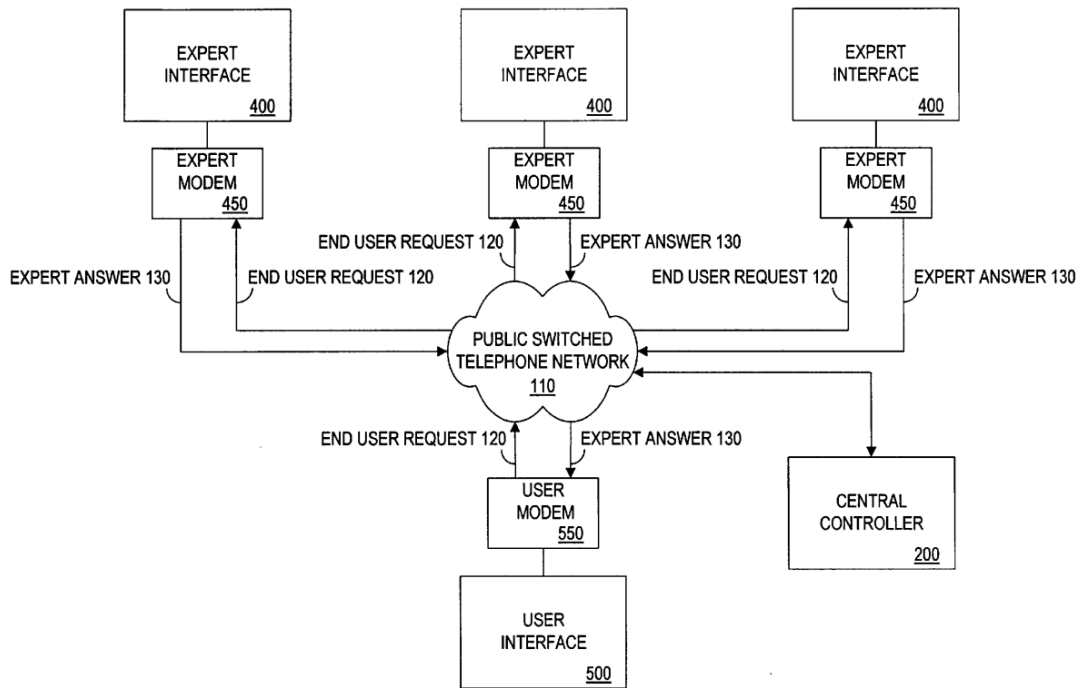 EXPERT
INTERFACE
400
EXPERT
INTERFACE
400
EXPERT
INTERFACE
400
EXPERT
MODEM
450
EXPERT
MODEM
450
EXPERT
MODEM
450
EXPERT ANSWER 130
END USER REQUEST 120
END USER REQUEST 120
EXPERT ANSWER 130
END USER REQUEST 120
EXPERT ANSWER 130
PUBLIC SWITCHED
TELEPHONE NETWORK
110
END USER REQUEST 120
EXPERT ANSWER 130
USER
MODEM
550
CENTRAL
CONTROLLER
200
USER
INTERFACE
500